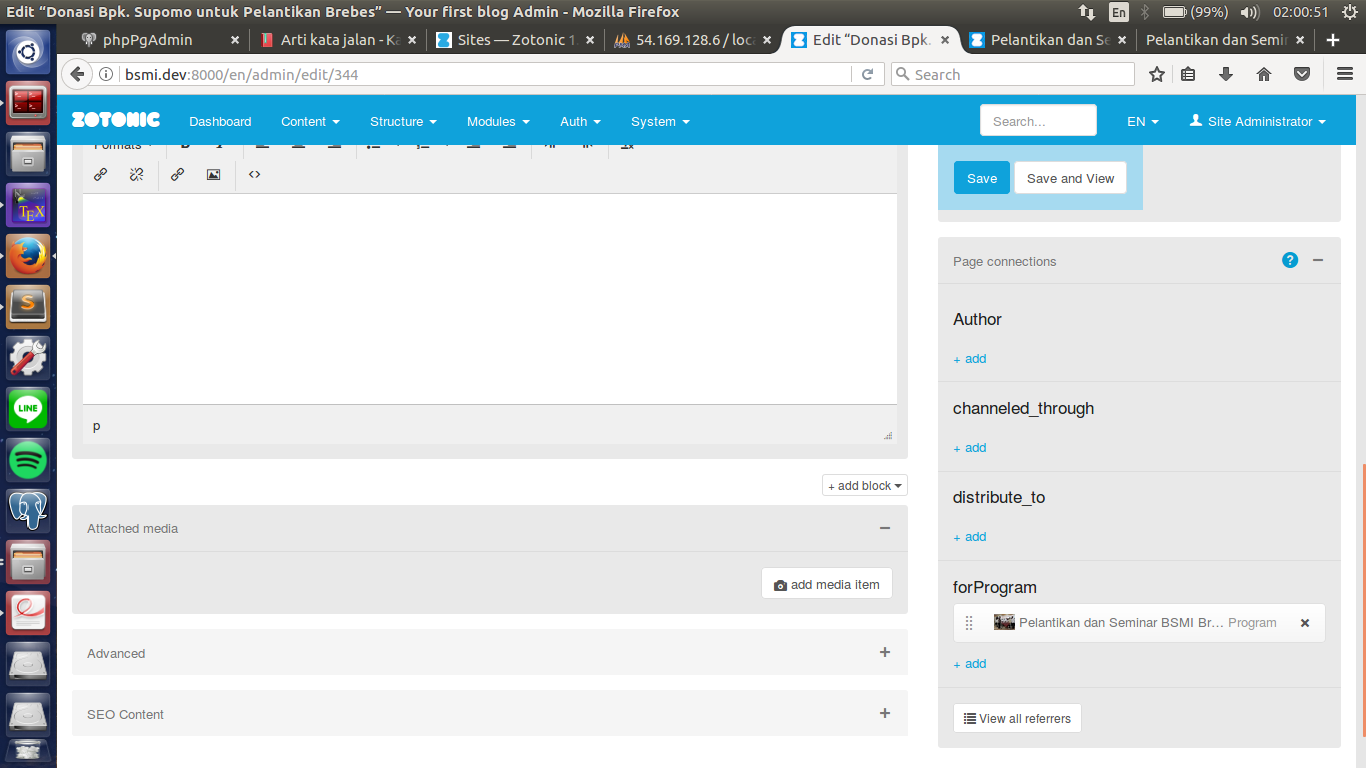 Edit “Donasi Bpk. Supomo untuk Pelantikan Brebes” — Your first blog Admin - Mozilla Firefox
En
(99%)
02:00:51
phpPgAdmin
Arti kata jalan - Ka
Sites — Zotonic 1.
54.169.128.6 / loca
Edit “Donasi Bpk.
Pelantikan dan Se
Pelantikan dan Semin
bsmi.dev:8000/en/admin/edit/344
Search
ZOTONIC
Dashboard
Content
Structure
Modules
Auth
System
Search...
EN
Site Administrator
Formats
Save
Save and View
Page connections
?
Author
+ add
channeled_through
+ add
distribute_to
+ add
forProgram
Pelantikan dan Seminar BSMI Br... Program
+ add
View all referrers
p
+ add block
Attached media
add media item
Advanced
SEO Content
TEX
S
LINE